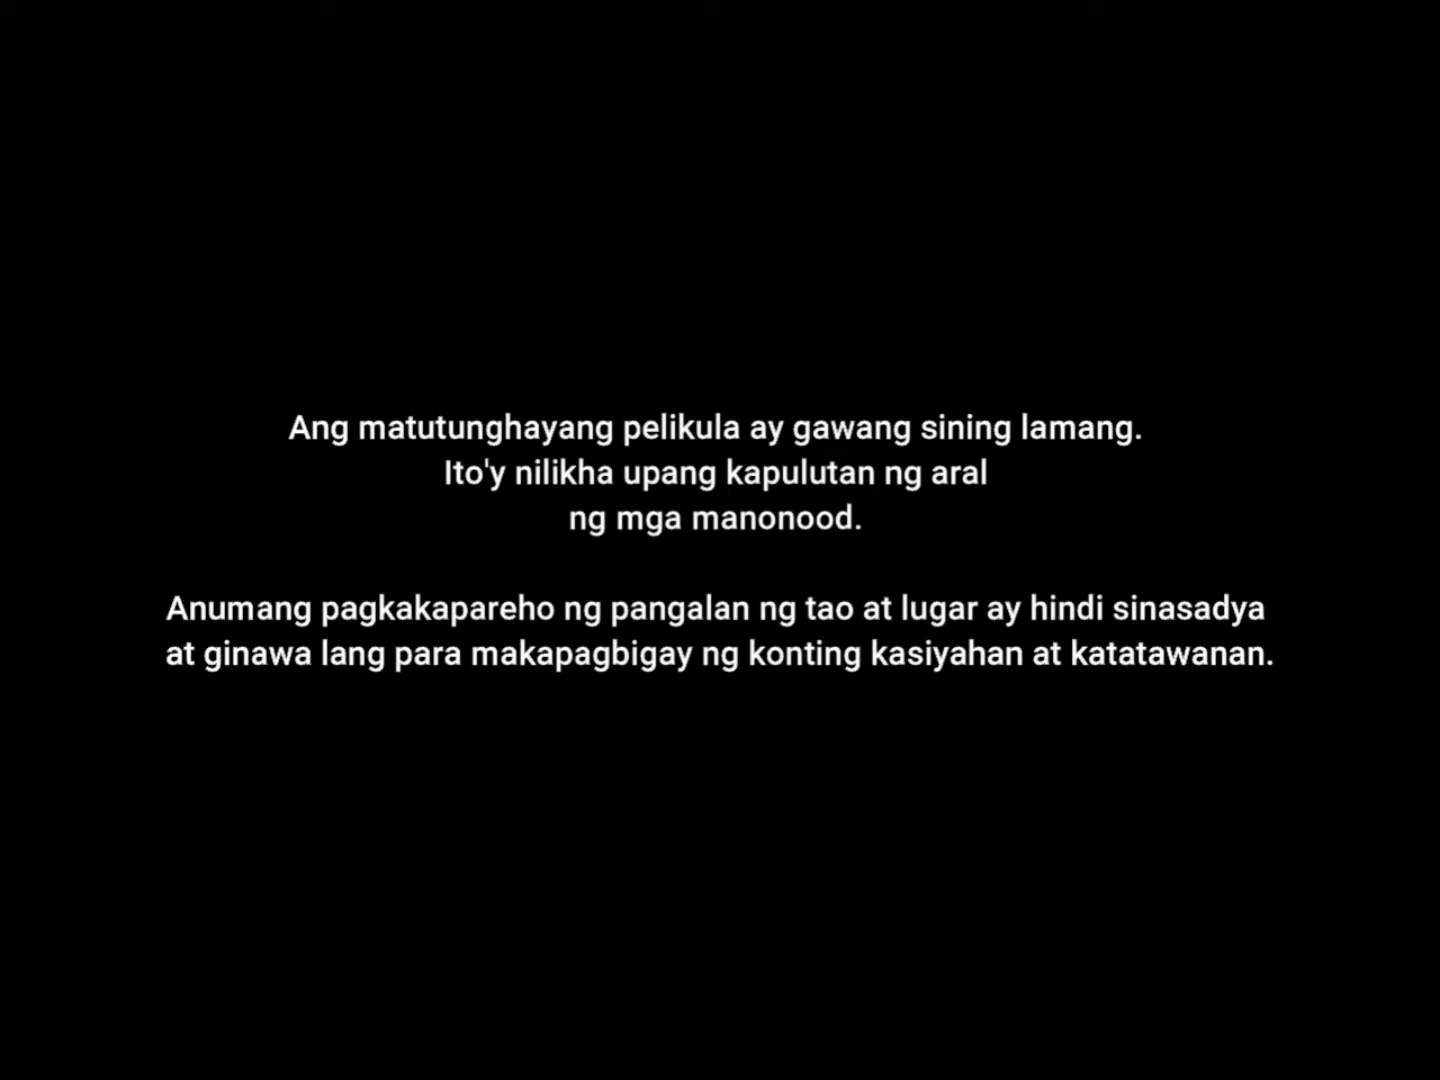 Ang matutunghayang pelikula ay gawang sining lamang.
Ito'y nilikha upang kapulutan ng aral
ng mga manonood.
Anumang pagkakapareho ng pangalan ng tao at lugar ay hindi sinasadya
at ginawa lang para makapagbigay ng konting kasiyahan at katatawanan.